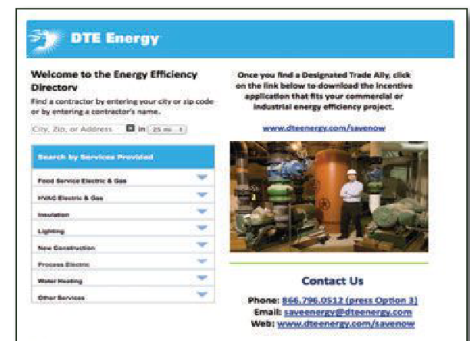 DTE Energy
Welcome to the Energy Efficiency
Directory
Find a contractor by entering your city or zip code
or by entering a contractor's name.
City, Zip, or Address in 25 mi.
Search by Services Provided
Food Service Electric & Gas
HVAC Electric & Gas
Insulation
Lighting
New Construction
Process Electric
Water Heating
Other Services
Once you find a Designated Trade Ally, click
on the link below to download the incentive
application that fits your commercial or
industrial energy efficiency project.
www.dteenergy.com/savenow
Contact Us
Phone: 866.796.0512 (press Option 3)
Email: saveenergy@dteenergy.com
Web: www.dteenergy.com/savenow